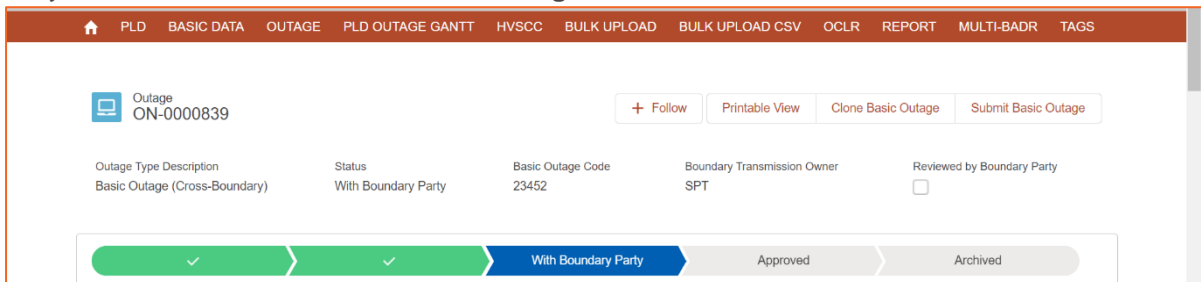 PLD BASIC DATA OUTAGE PLD OUTAGE GANTT HVSCC BULK UPLOAD BULK UPLOAD CSV OCLR REPORT MULTI-BADR TAGS
Outage
ON-0000839
+ Follow Printable View Clone Basic Outage Submit Basic Outage
Outage Type Description Status Basic Outage Code Boundary Transmission Owner Reviewed by Boundary Party
Basic Outage (Cross-Boundary) With Boundary Party 23452 SPT
With Boundary Party Approved Archived